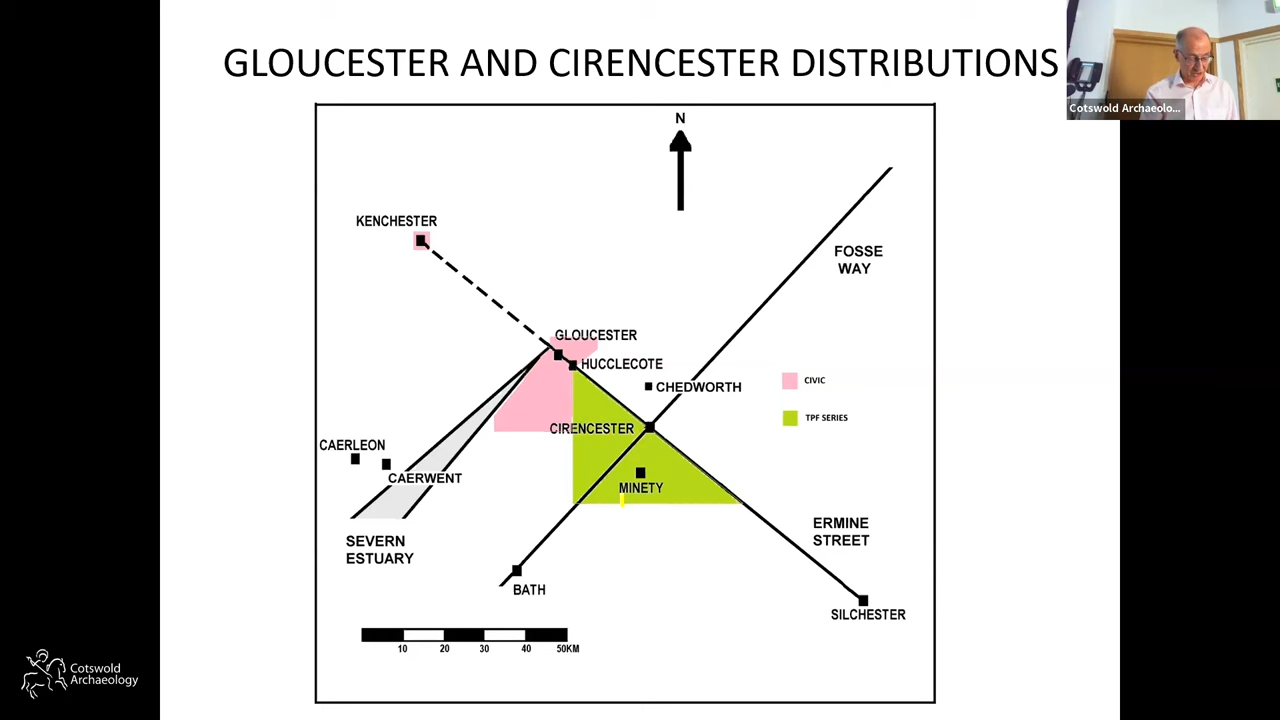 GLOUCESTER AND CIRENCESTER DISTRIBUTIONS
Cotswold Archaeolo...
N
KENCHESTER
FOSSE
WAY
GLOUCESTER
HUCCLECOTE
CHEDWORTH
CIVIC
TPF SERIES
CIRENCESTER
CAERLEON
CAERWENT
MINETY
SEVERN
ESTUARY
ERMINE
STREET
BATH
SILCHESTER
10 20 30 40 50KM
Cotswold
Archaeology